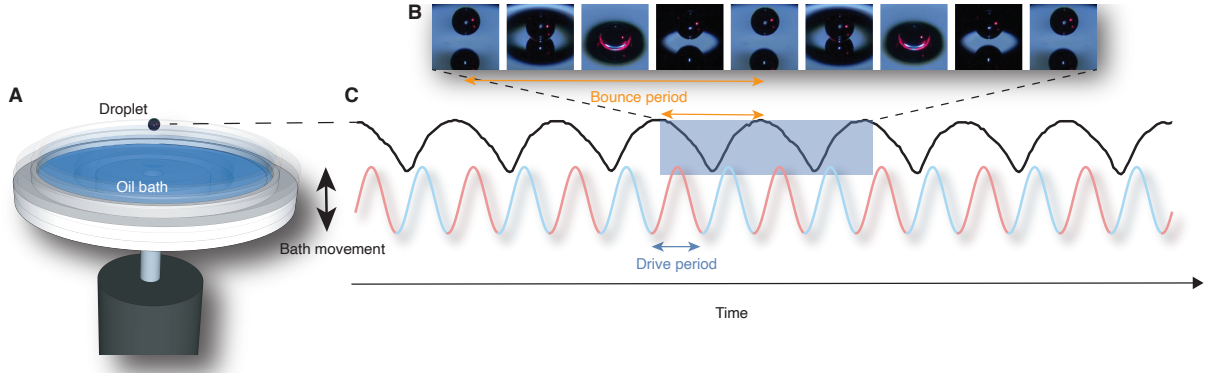 B
A
Droplet
C
Bounce period
Oil bath
Bath movement
Drive period
Time